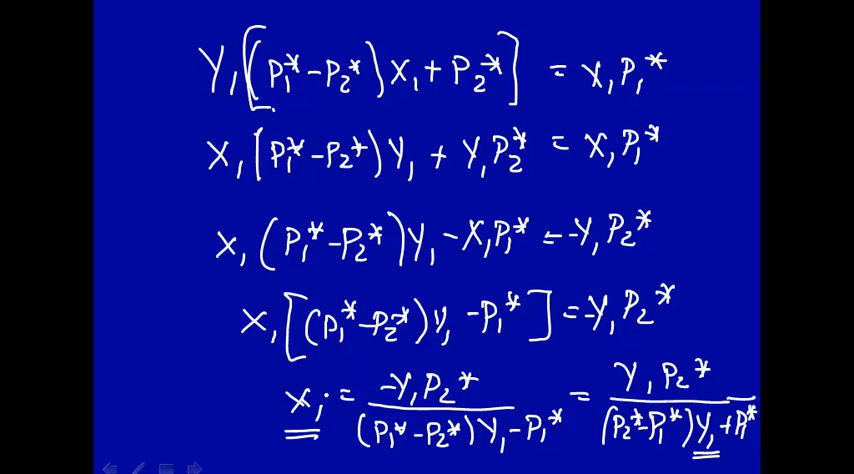 Y₁[(P₁* - P₂*)X₁ + P₂*] = X₁P₁*
X₁(P₁* - P₂*)Y₁ + Y₁P₂* = X₁P₁*
X₁(P₁* - P₂*)Y₁ - X₁P₁* = -Y₁P₂*
X₁[(P₁* - P₂*)Y₁ - P₁*] = -Y₁P₂*
X₁ = -Y₁P₂* / (P₁* - P₂*)Y₁ - P₁* = Y₁P₂* / (P₂* - P₁*)Y₁ + P₁*